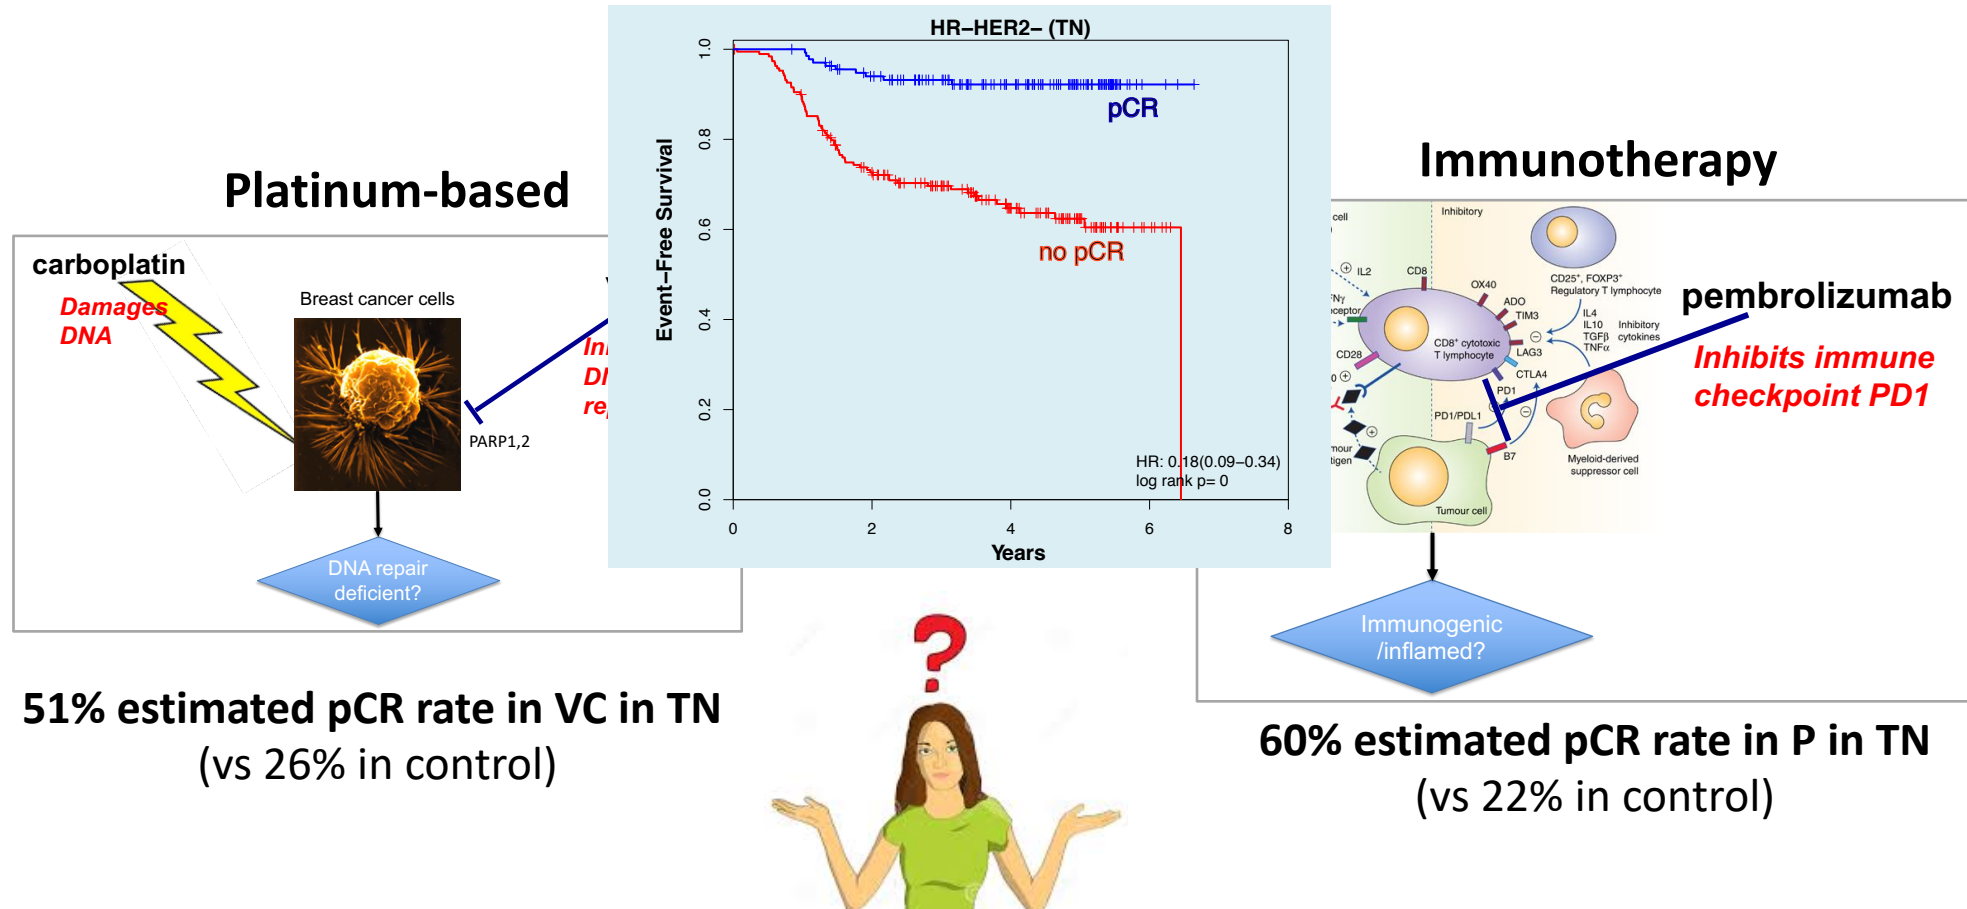 Platinum-based
carboplatin
Damages
DNA
Breast cancer cells
PARP1,2
DNA repair
deficient?
51% estimated pCR rate in VC in TN
(vs 26% in control)
HR−HER2− (TN)
Event−Free Survival
1.0
0.8
0.6
0.4
0.2
0.0
pCR
no pCR
HR: 0.18(0.09−0.34)
log rank p= 0
0 2 4 6 8
Years
?
Immunotherapy
cell
Inhibitory
IL2
CD8
OX40
ADO
TIM3
LAG3
CTLA4
PD1
CD28
CD8+ cytotoxic
T lymphocyte
CD25+, FOXP3+
Regulatory T lymphocyte
IL4
IL10
TGFβ
TNFα
Inhibitory
cytokines
PD1/PDL1
B7
Myeloid-derived
suppressor cell
Tumour cell
pembrolizumab
Inhibits immune
checkpoint PD1
Immunogenic
/inflamed?
60% estimated pCR rate in P in TN
(vs 22% in control)